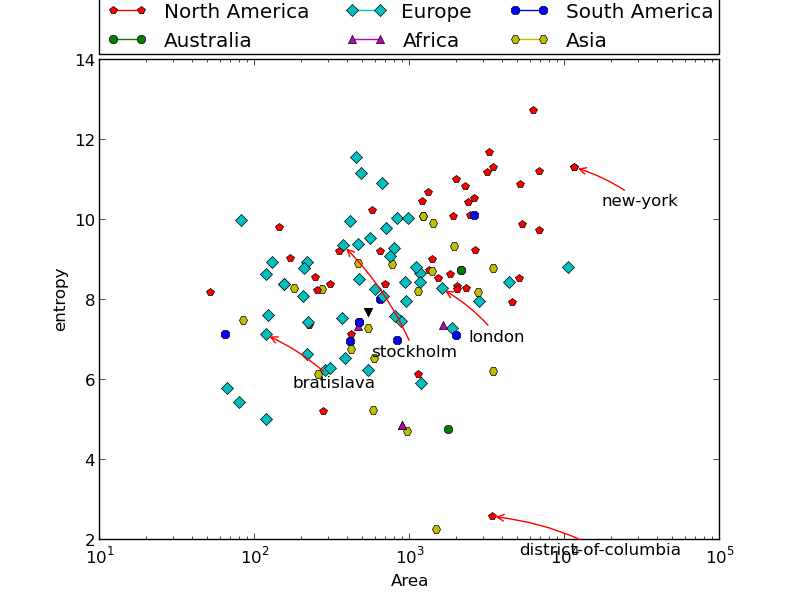 North America Europe South America
Australia Africa Asia
14
12
new-york
10
entropy
8
london
stockholm
bratislava
6
4
2
district-of-columbia
10^1 10^2 10^3 10^4 10^5
Area